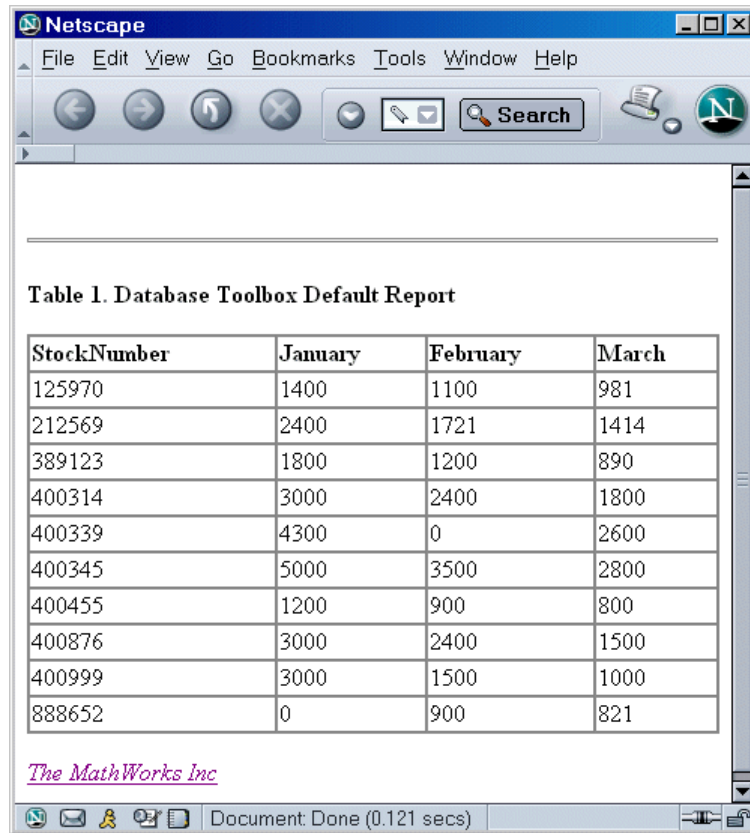 Netscape
File Edit View Go Bookmarks Tools Window Help
Search
N
Table 1. Database Toolbox Default Report
StockNumber January February March
125970 1400 1100 981
212569 2400 1721 1414
389123 1800 1200 890
400314 3000 2400 1800
400339 4300 0 2600
400345 5000 3500 2800
400455 1200 900 800
400876 3000 2400 1500
400999 3000 1500 1000
888652 0 900 821
The MathWorks Inc
Document: Done (0.121 secs)